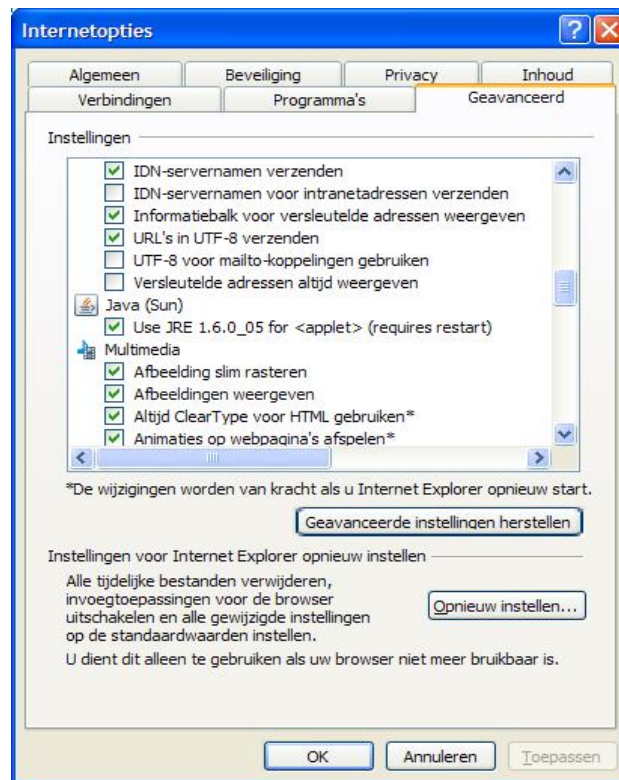 Internetopties
Algemeen Beveiliging Privacy Inhoud
Verbindingen Programma's Geavanceerd
Instellingen
IDN-servernamen verzenden
IDN-servernamen voor intranetadressen verzenden
Informatiebalk voor versleutelde adressen weergeven
URL's in UTF-8 verzenden
UTF-8 voor mailto-koppelingen gebruiken
Versleutelde adressen altijd weergeven
Java (Sun)
Use JRE 1.6.0_05 for <applet> (requires restart)
Multimedia
Afbeelding slim rasteren
Afbeeldingen weergeven
Altijd ClearType voor HTML gebruiken*
Animaties op webpagina's afspelen*
*De wijzigingen worden van kracht als u Internet Explorer opnieuw start.
Geavanceerde instellingen herstellen
Instellingen voor Internet Explorer opnieuw instellen
Alle tijdelijke bestanden verwijderen,
invoegtoepassingen voor de browser
uitschakelen en alle gewijzigde instellingen
op de standaardwaarden instellen.
Opnieuw instellen...
U dient dit alleen te gebruiken als uw browser niet meer bruikbaar is.
OK Annuleren Toepassen